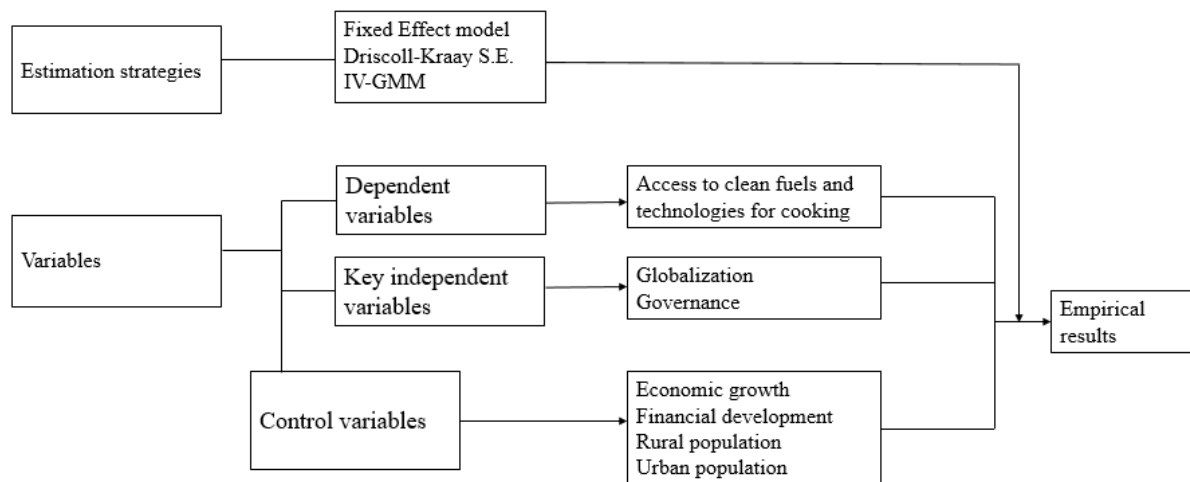 Estimation strategies
Fixed Effect model
Driscoll-Kraay S.E.
IV-GMM
Variables
Dependent
variables
Access to clean fuels and
technologies for cooking
Key independent
variables
Globalization
Governance
Control variables
Economic growth
Financial development
Rural population
Urban population
Empirical
results